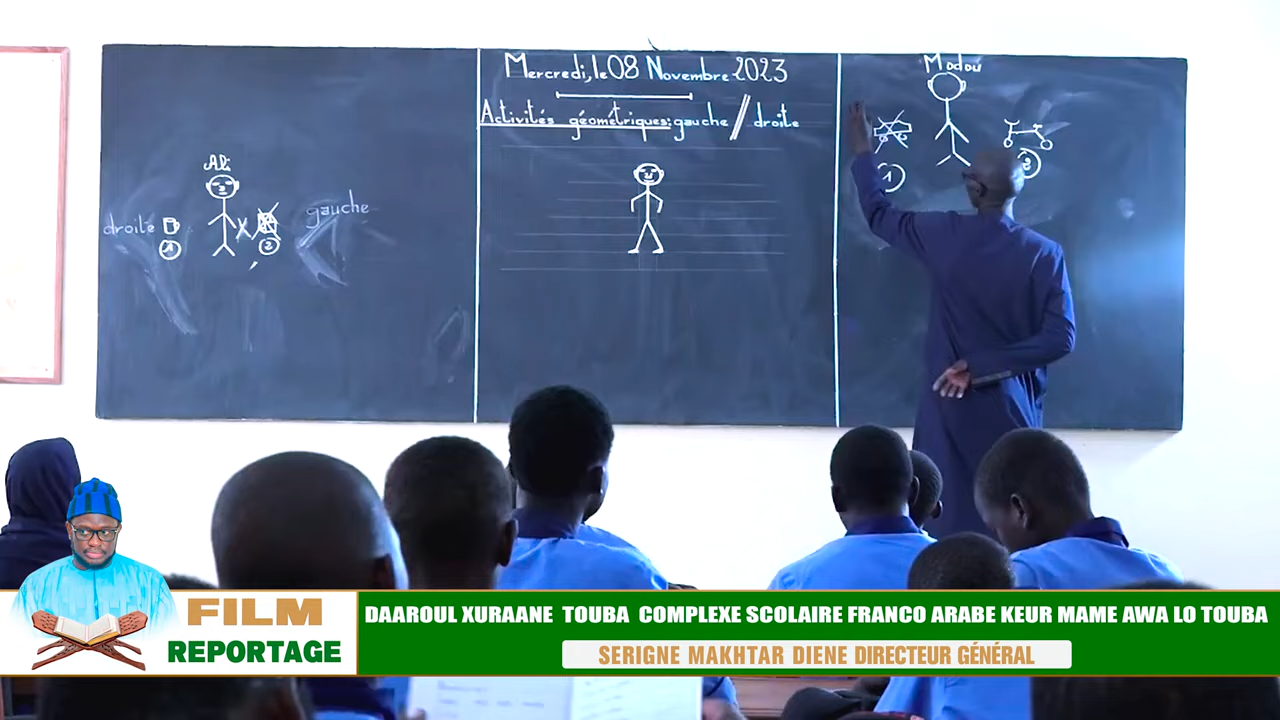 Mercredi, le 08 Novembre 2023
Activités géométriques: gauche // droite
Ali
droite
gauche
1
2
Modou
1
2
FILM
REPORTAGE
DAAROUL XURAANE TOUBA COMPLEXE SCOLAIRE FRANCO ARABE KEUR MAME AWA LO TOUBA
SERIGNE MAKHTAR DIENE DIRECTEUR GÉNÉRAL